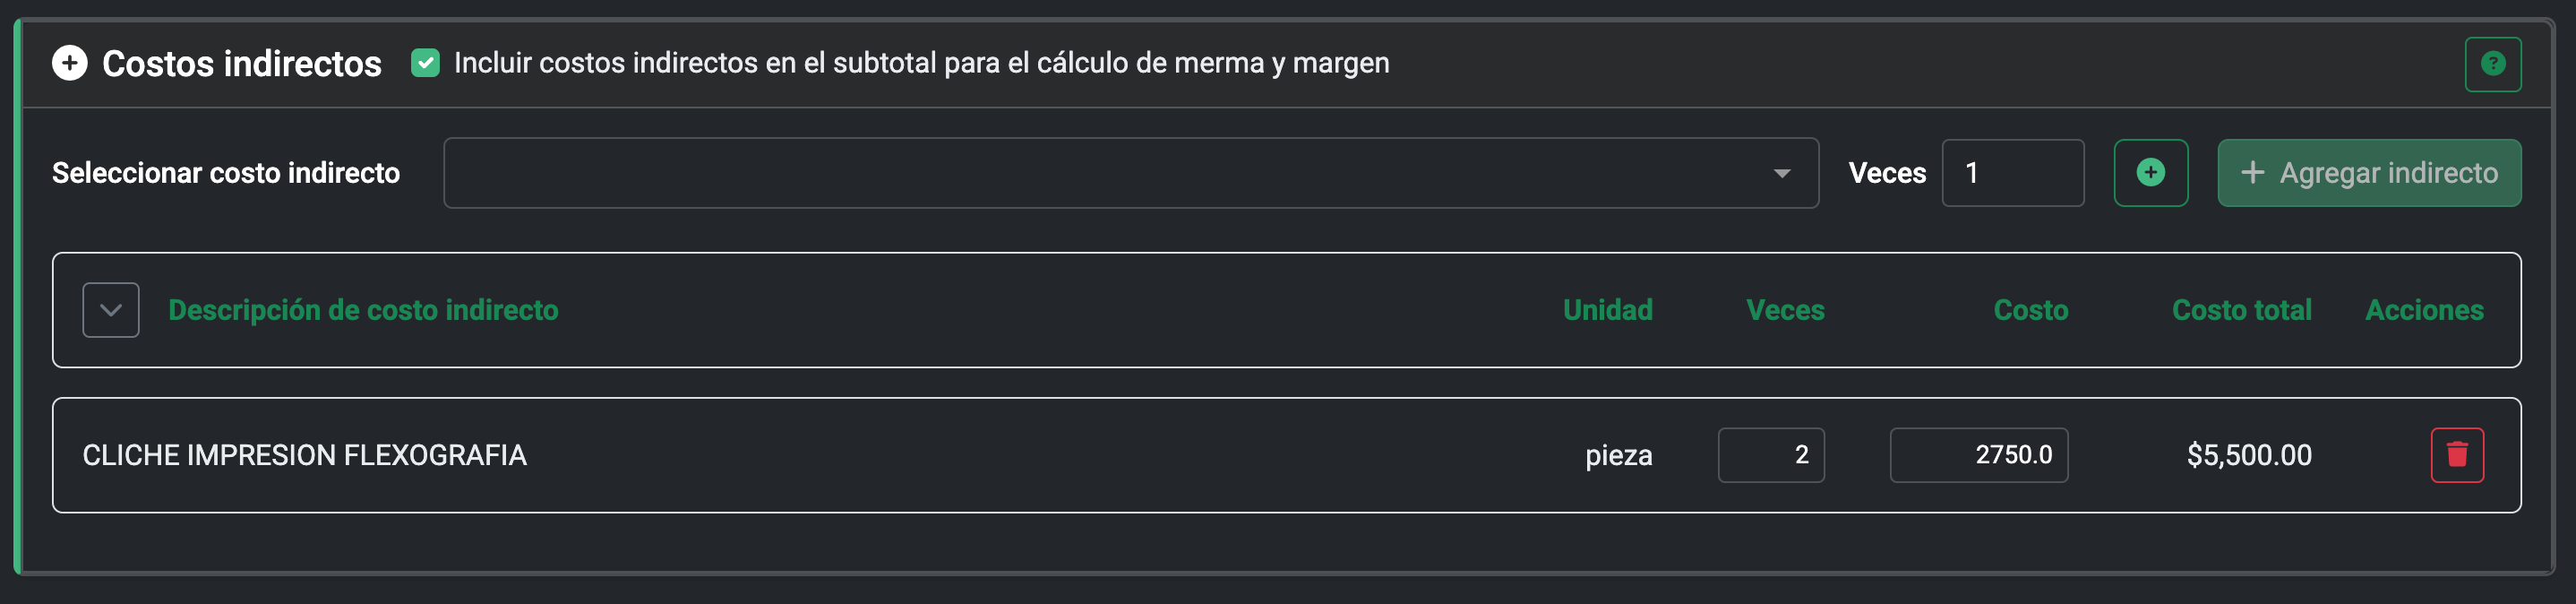 Costos indirectos Incluir costos indirectos en el subtotal para el cálculo de merma y margen ?
Seleccionar costo indirecto Veces 1 + Agregar indirecto
Descripción de costo indirecto Unidad Veces Costo Costo total Acciones
CLICHE IMPRESION FLEXOGRAFIA pieza 2 2750.0 $5,500.00